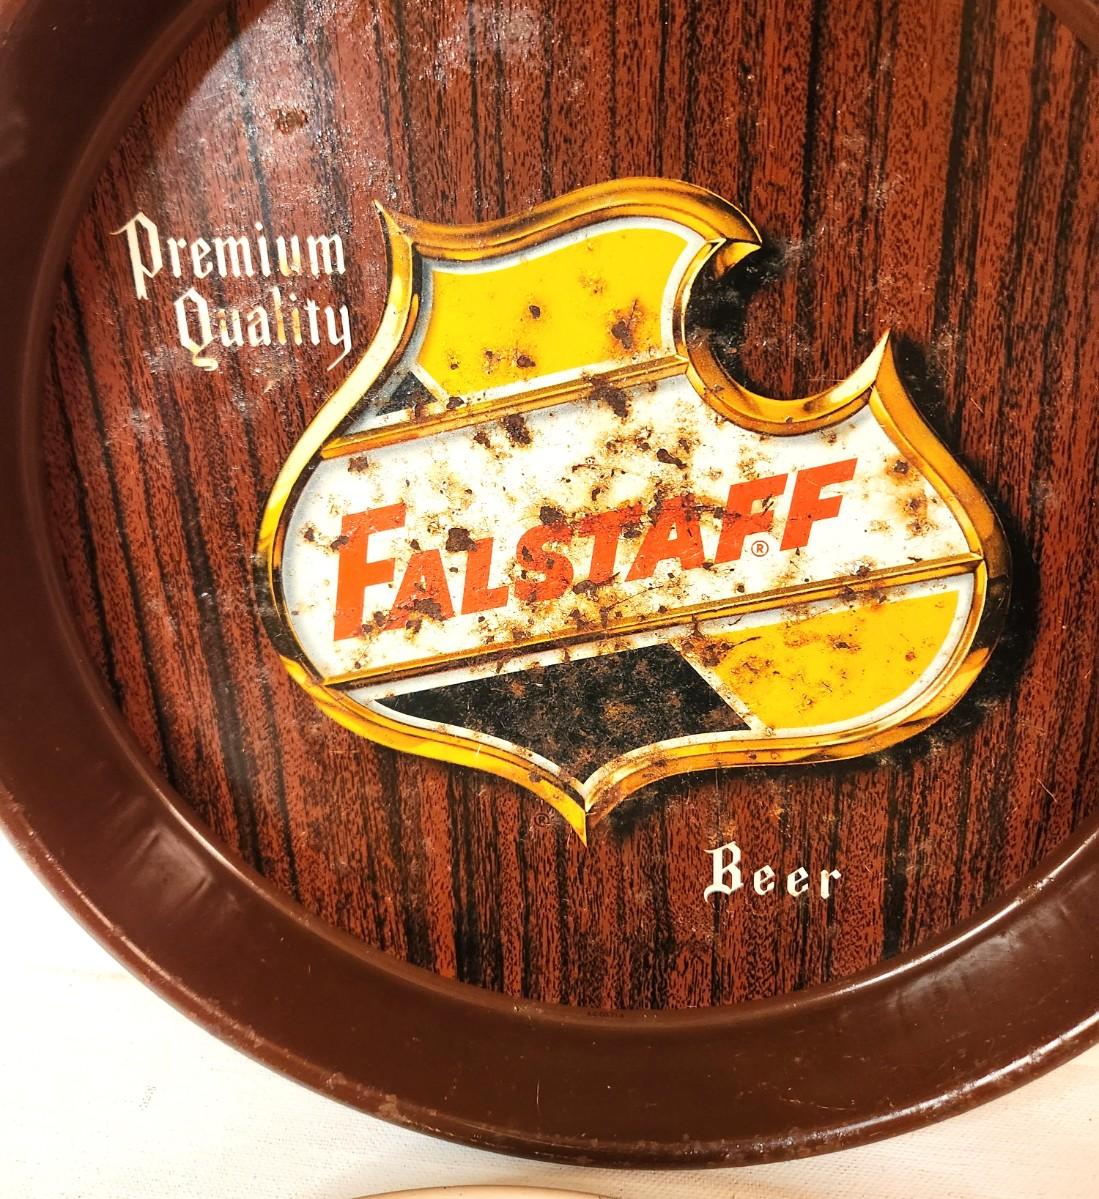 Premium
Quality
FALSTAFF
®
®
Beer